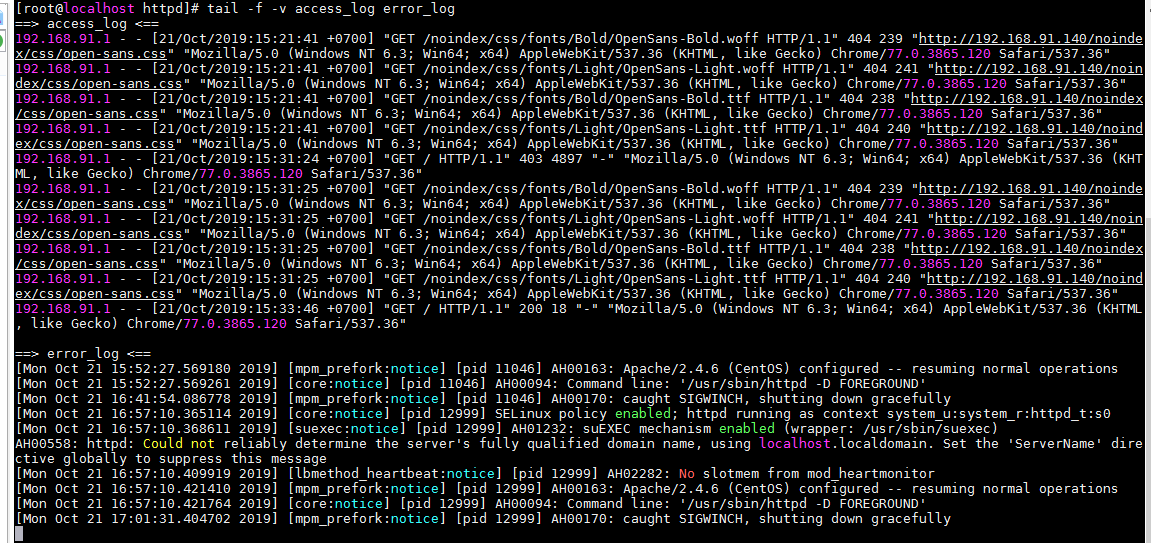 [root@localhost httpd]# tail -f -v access_log error_log
==> access_log <==
192.168.91.1 - - [21/Oct/2019:15:21:41 +0700] "GET /noindex/css/fonts/Bold/OpenSans-Bold.woff HTTP/1.1" 404 239 "http://192.168.91.140/noind
ex/css/open-sans.css" "Mozilla/5.0 (Windows NT 6.3; Win64; x64) AppleWebKit/537.36 (KHTML, like Gecko) Chrome/77.0.3865.120 Safari/537.36"
192.168.91.1 - - [21/Oct/2019:15:21:41 +0700] "GET /noindex/css/fonts/Light/OpenSans-Light.woff HTTP/1.1" 404 241 "http://192.168.91.140/noin
dex/css/open-sans.css" "Mozilla/5.0 (Windows NT 6.3; Win64; x64) AppleWebKit/537.36 (KHTML, like Gecko) Chrome/77.0.3865.120 Safari/537.36"
192.168.91.1 - - [21/Oct/2019:15:21:41 +0700] "GET /noindex/css/fonts/Bold/OpenSans-Bold.ttf HTTP/1.1" 404 238 "http://192.168.91.140/noindex
/css/open-sans.css" "Mozilla/5.0 (Windows NT 6.3; Win64; x64) AppleWebKit/537.36 (KHTML, like Gecko) Chrome/77.0.3865.120 Safari/537.36"
192.168.91.1 - - [21/Oct/2019:15:21:41 +0700] "GET /noindex/css/fonts/Light/OpenSans-Light.ttf HTTP/1.1" 404 240 "http://192.168.91.140/noind
ex/css/open-sans.css" "Mozilla/5.0 (Windows NT 6.3; Win64; x64) AppleWebKit/537.36 (KHTML, like Gecko) Chrome/77.0.3865.120 Safari/537.36"
192.168.91.1 - - [21/Oct/2019:15:31:24 +0700] "GET / HTTP/1.1" 403 4897 "-" "Mozilla/5.0 (Windows NT 6.3; Win64; x64) AppleWebKit/537.36 (KHT
ML, like Gecko) Chrome/77.0.3865.120 Safari/537.36"
192.168.91.1 - - [21/Oct/2019:15:31:25 +0700] "GET /noindex/css/fonts/Bold/OpenSans-Bold.woff HTTP/1.1" 404 239 "http://192.168.91.140/noinde
x/css/open-sans.css" "Mozilla/5.0 (Windows NT 6.3; Win64; x64) AppleWebKit/537.36 (KHTML, like Gecko) Chrome/77.0.3865.120 Safari/537.36"
192.168.91.1 - - [21/Oct/2019:15:31:25 +0700] "GET /noindex/css/fonts/Light/OpenSans-Light.woff HTTP/1.1" 404 241 "http://192.168.91.140/noin
dex/css/open-sans.css" "Mozilla/5.0 (Windows NT 6.3; Win64; x64) AppleWebKit/537.36 (KHTML, like Gecko) Chrome/77.0.3865.120 Safari/537.36"
192.168.91.1 - - [21/Oct/2019:15:31:25 +0700] "GET /noindex/css/fonts/Bold/OpenSans-Bold.ttf HTTP/1.1" 404 238 "http://192.168.91.140/noindex
/css/open-sans.css" "Mozilla/5.0 (Windows NT 6.3; Win64; x64) AppleWebKit/537.36 (KHTML, like Gecko) Chrome/77.0.3865.120 Safari/537.36"
192.168.91.1 - - [21/Oct/2019:15:31:25 +0700] "GET /noindex/css/fonts/Light/OpenSans-Light.ttf HTTP/1.1" 404 240 "http://192.168.91.140/noind
ex/css/open-sans.css" "Mozilla/5.0 (Windows NT 6.3; Win64; x64) AppleWebKit/537.36 (KHTML, like Gecko) Chrome/77.0.3865.120 Safari/537.36"
192.168.91.1 - - [21/Oct/2019:15:33:46 +0700] "GET / HTTP/1.1" 200 18 "-" "Mozilla/5.0 (Windows NT 6.3; Win64; x64) AppleWebKit/537.36 (KHTML
, like Gecko) Chrome/77.0.3865.120 Safari/537.36"
==> error_log <==
[Mon Oct 21 15:52:27.569180 2019] [mpm_prefork:notice] [pid 11046] AH00163: Apache/2.4.6 (CentOS) configured -- resuming normal operations
[Mon Oct 21 15:52:27.569261 2019] [core:notice] [pid 11046] AH00094: Command line: '/usr/sbin/httpd -D FOREGROUND'
[Mon Oct 21 16:41:54.086778 2019] [mpm_prefork:notice] [pid 11046] AH00170: caught SIGWINCH, shutting down gracefully
[Mon Oct 21 16:57:10.365114 2019] [core:notice] [pid 12999] SELinux policy enabled; httpd running as context system_u:system_r:httpd_t:s0
[Mon Oct 21 16:57:10.368611 2019] [suexec:notice] [pid 12999] AH01232: suEXEC mechanism enabled (wrapper: /usr/sbin/suexec)
AH00558: httpd: Could not reliably determine the server's fully qualified domain name, using localhost.localdomain. Set the 'ServerName' dire
ctive globally to suppress this message
[Mon Oct 21 16:57:10.409919 2019] [lbmethod_heartbeat:notice] [pid 12999] AH02282: No slotmem from mod_heartmonitor
[Mon Oct 21 16:57:10.421410 2019] [mpm_prefork:notice] [pid 12999] AH00163: Apache/2.4.6 (CentOS) configured -- resuming normal operations
[Mon Oct 21 16:57:10.421764 2019] [core:notice] [pid 12999] AH00094: Command line: '/usr/sbin/httpd -D FOREGROUND'
[Mon Oct 21 17:01:31.404702 2019] [mpm_prefork:notice] [pid 12999] AH00170: caught SIGWINCH, shutting down gracefully